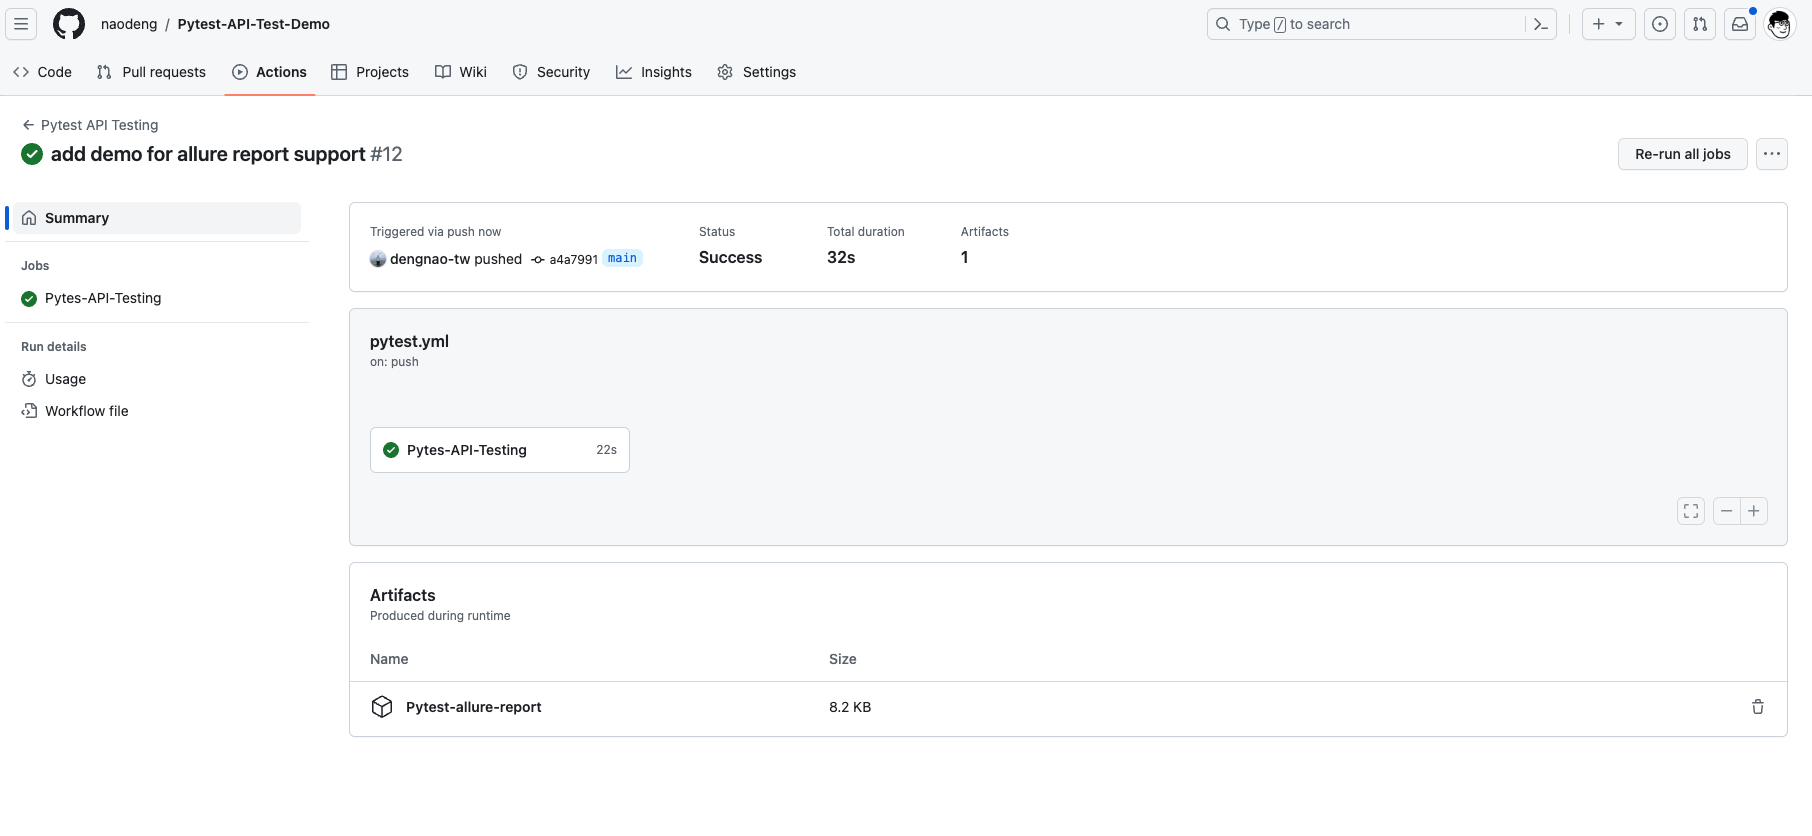 naodeng / Pytest-API-Test-Demo
Type / to search
Code Pull requests Actions Projects Wiki Security Insights Settings
Pytest API Testing
add demo for allure report support #12
Re-run all jobs
Summary
Jobs
Pytes-API-Testing
Run details
Usage
Workflow file
Triggered via push now
dengnao-tw pushed a4a7991 main
Status
Success
Total duration
32s
Artifacts
1
pytest.yml
on: push
Pytes-API-Testing 22s
Artifacts
Produced during runtime
Name Size
Pytest-allure-report 8.2 KB